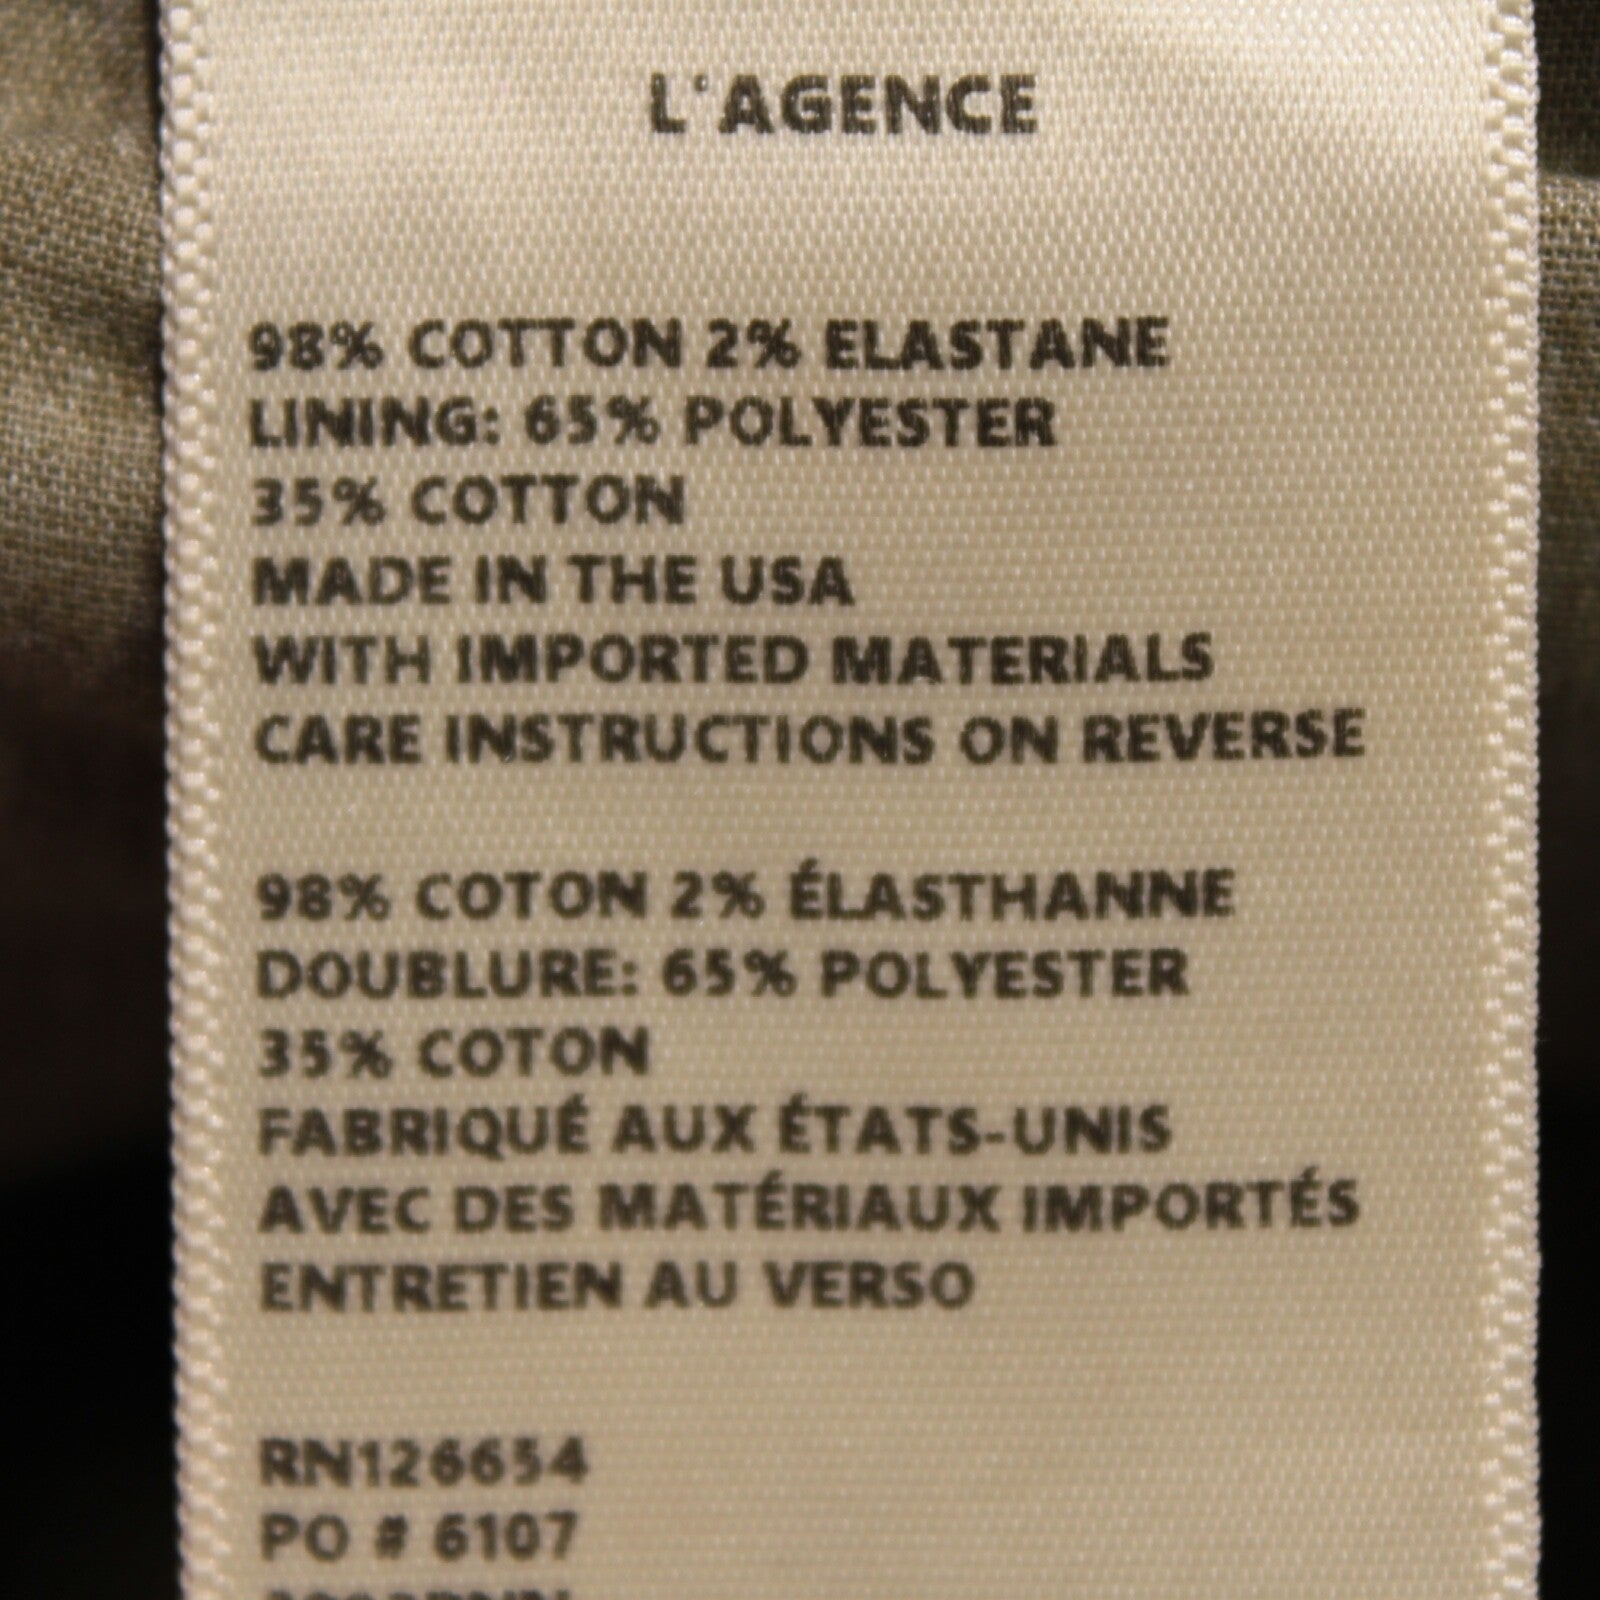 L'AGENCE
98% COTTON 2% ELASTANE
LINING: 65% POLYESTER
35% COTTON
MADE IN THE USA
WITH IMPORTED MATERIALS
CARE INSTRUCTIONS ON REVERSE
98% COTON 2% ÉLASTHANNE
DOUBLURE: 65% POLYESTER
35% COTON
FABRIQUÉ AUX ÉTATS-UNIS
AVEC DES MATÉRIAUX IMPORTÉS
ENTRETIEN AU VERSO
RN126654
PO # 6107